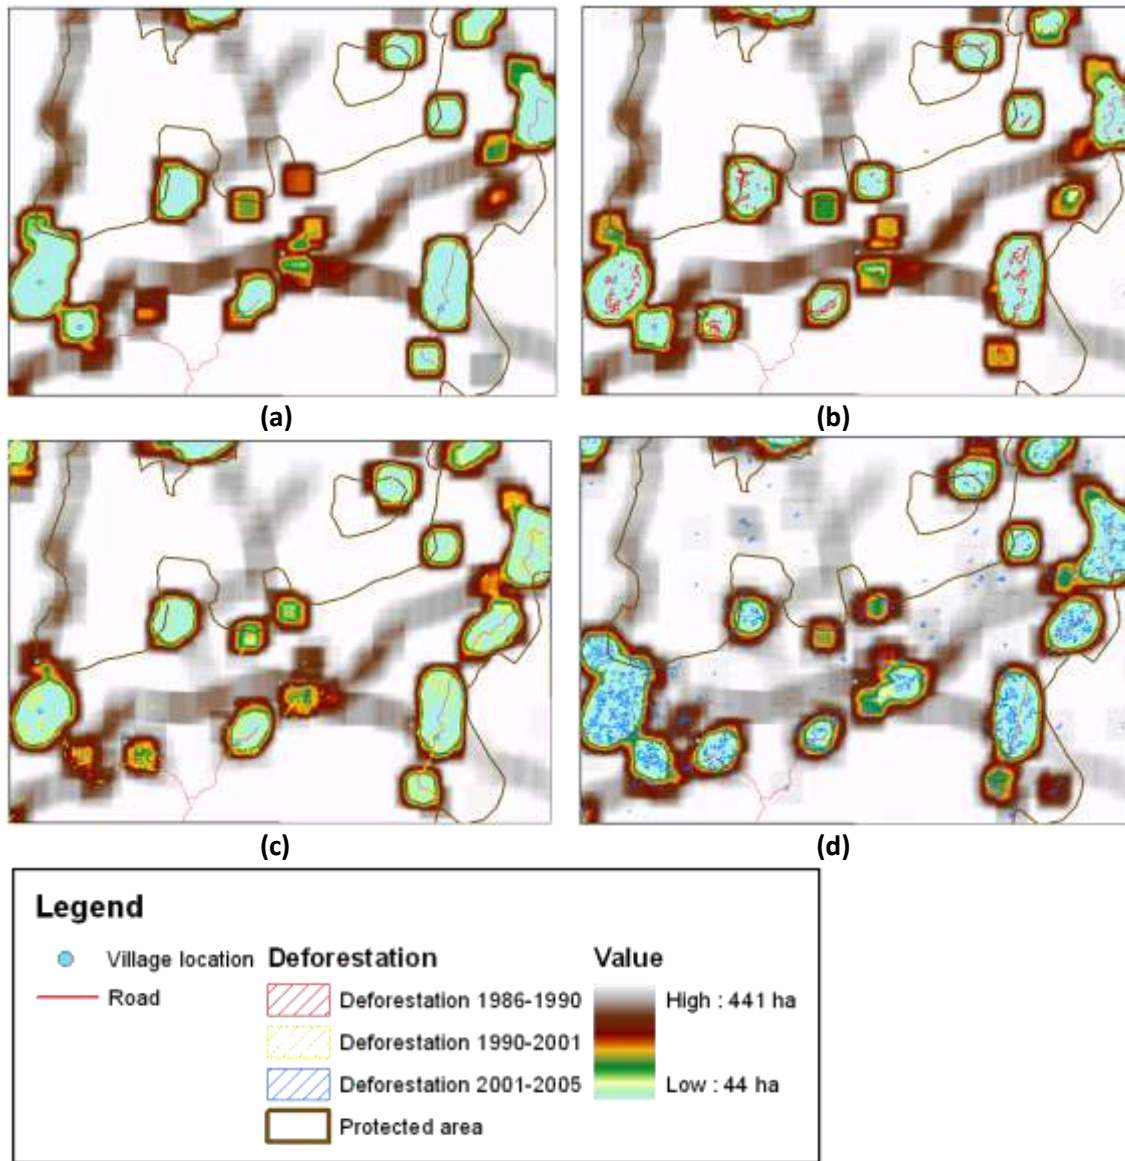 (a)
(b)
(c)
(d)
Legend
Village location
Road
Deforestation
Deforestation 1986-1990
Deforestation 1990-2001
Deforestation 2001-2005
Protected area
Value
High : 441 ha
Low : 44 ha